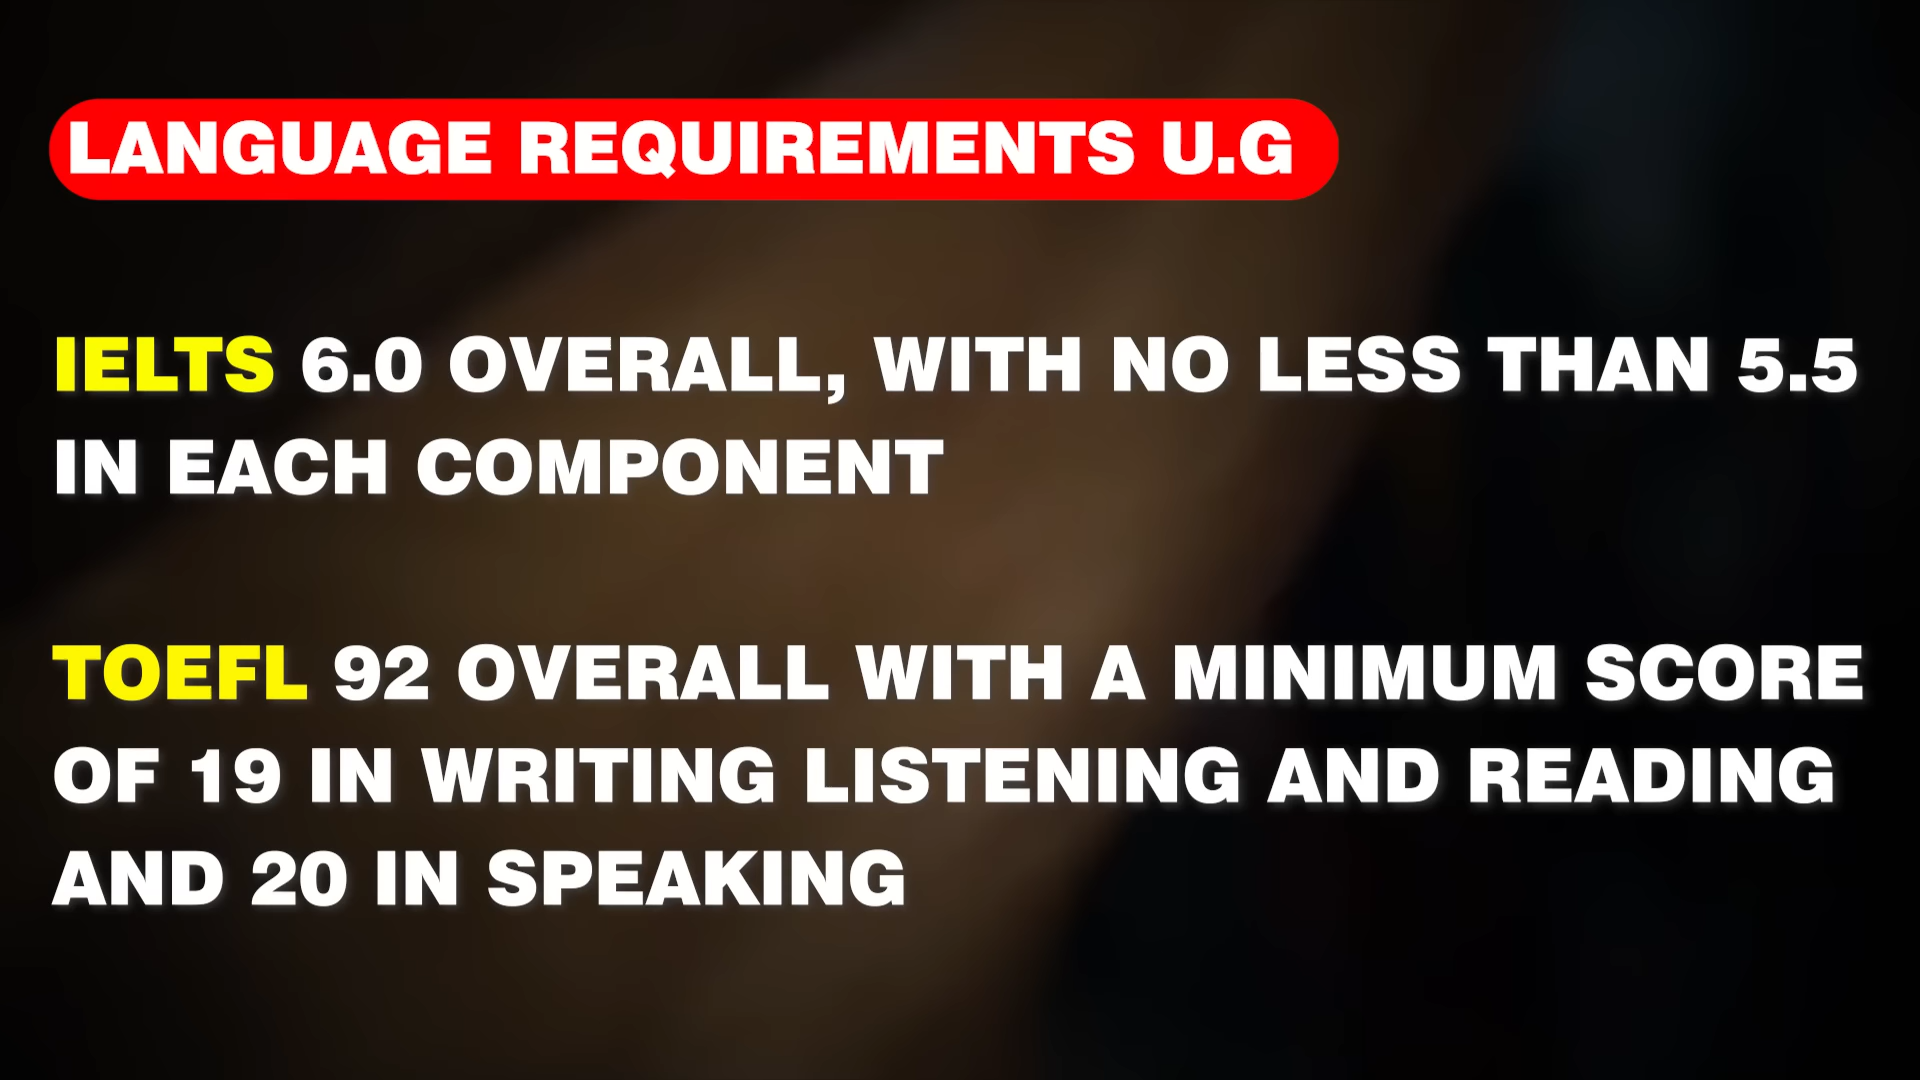 LANGUAGE REQUIREMENTS U.G
IELTS 6.0 OVERALL, WITH NO LESS THAN 5.5
IN EACH COMPONENT
TOEFL 92 OVERALL WITH A MINIMUM SCORE
OF 19 IN WRITING LISTENING AND READING
AND 20 IN SPEAKING